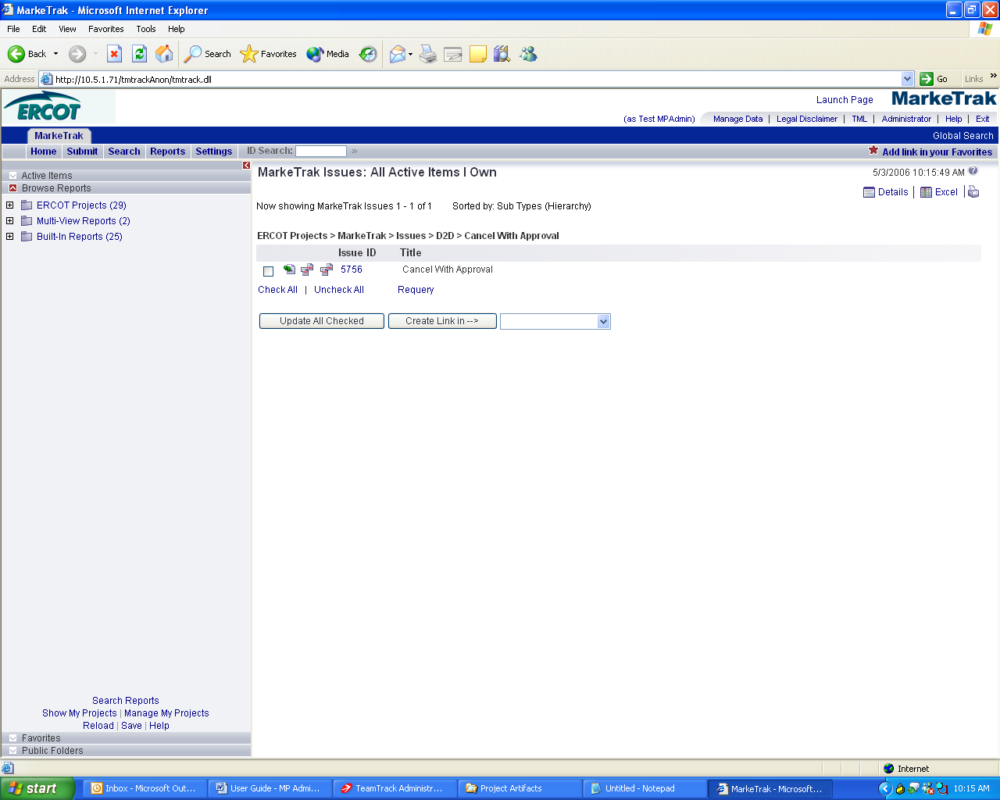 MarkeTrak - Microsoft Internet Explorer
File Edit View Favorites Tools Help
Back Search Favorites Media
Address http://10.5.1.71/tmtrackAnon/tmtrack.dll Go Links »
ERCOT Launch Page MarkeTrak
(as Test MPAdmin) Manage Data | Legal Disclaimer | TML | Administrator | Help | Exit
MarkeTrak Global Search
Home Submit Search Reports Settings ID Search: » Add link in your Favorites
Active Items
Browse Reports
ERCOT Projects (29)
Multi-View Reports (2)
Built-In Reports (25)
Search Reports
Show My Projects | Manage My Projects
Reload | Save | Help
Favorites
Public Folders
MarkeTrak Issues: All Active Items I Own 5/3/2006 10:15:49 AM
Details | Excel |
Now showing MarkeTrak Issues 1 - 1 of 1 Sorted by: Sub Types (Hierarchy)
ERCOT Projects > MarkeTrak > Issues > D2D > Cancel With Approval
Issue ID Title
5756 Cancel With Approval
Check All | Uncheck All Requery
Update All Checked Create Link in -->
Internet
start Inbox - Microsoft Out... User Guide - MP Admi... TeamTrack Administr... Project Artifacts Untitled - Notepad MarkeTrak - Microsoft... 10:15 AM